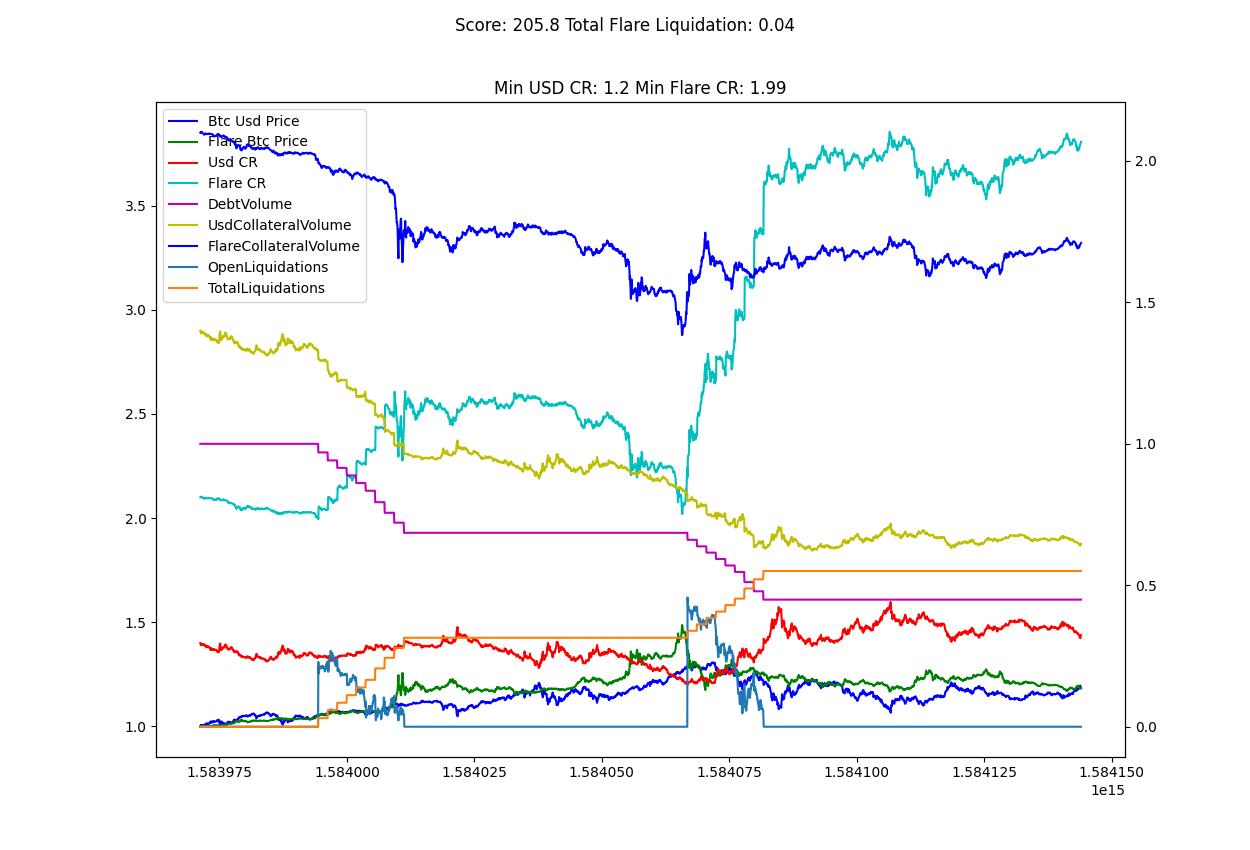 Score: 205.8 Total Flare Liquidation: 0.04
Min USD CR: 1.2 Min Flare CR: 1.99
Btc Usd Price
Flare Btc Price
Usd CR
Flare CR
DebtVolume
UsdCollateralVolume
FlareCollateralVolume
OpenLiquidations
TotalLiquidations
3.5
3.0
2.5
2.0
1.5
1.0
2.0
1.5
1.0
0.5
0.0
1.583975 1.584000 1.584025 1.584050 1.584075 1.584100 1.584125 1.584150
1e15